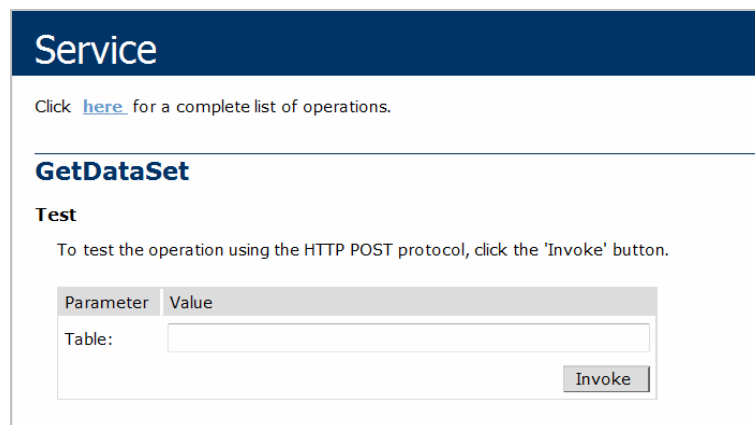 Service
Click here for a complete list of operations.
GetDataSet
Test
To test the operation using the HTTP POST protocol, click the 'Invoke' button.
Parameter Value
Table:
Invoke